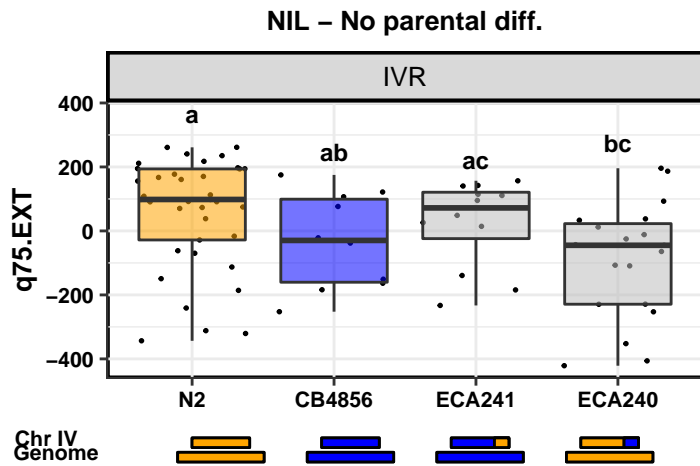 NIL – No parental diff.
IVR
q75.EXT
400
200
0
−200
−400
a
ab
ac
bc
N2 CB4856 ECA241 ECA240
Chr IV
Genome